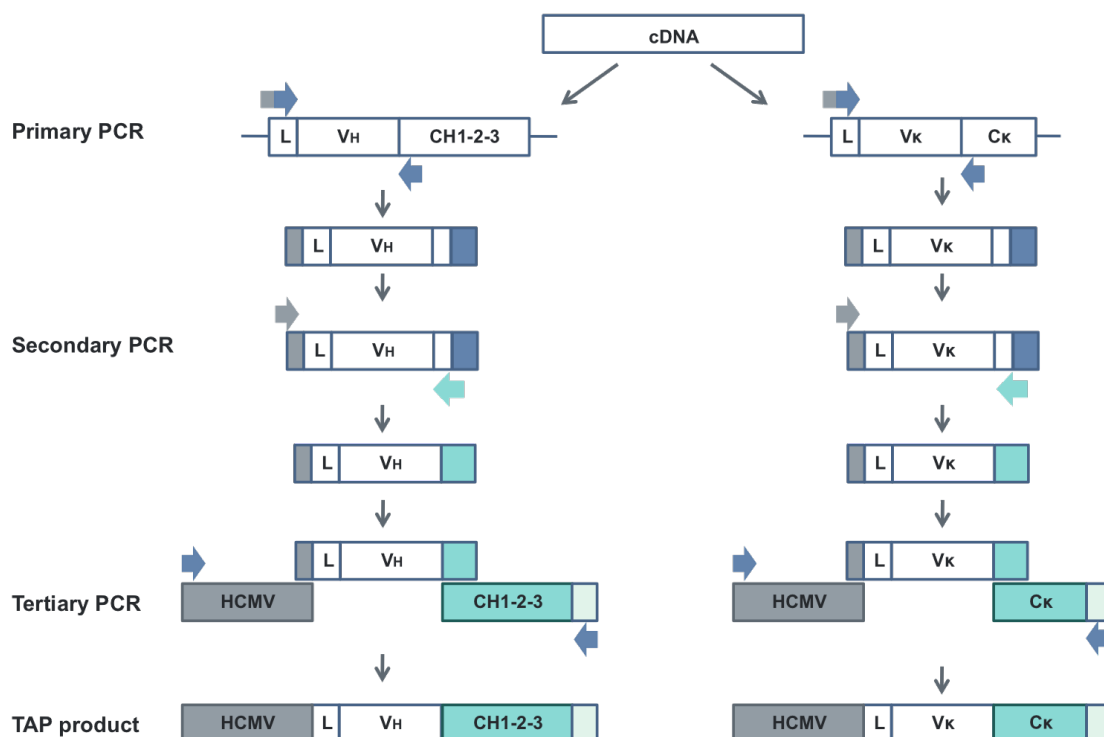 cDNA
Primary PCR
L VH CH1-2-3
L Vκ Cκ
L VH
L Vκ
Secondary PCR
L VH
L Vκ
L VH
L Vκ
L VH
L Vκ
Tertiary PCR
HCMV CH1-2-3
HCMV Cκ
TAP product
HCMV L VH CH1-2-3
HCMV L Vκ Cκ